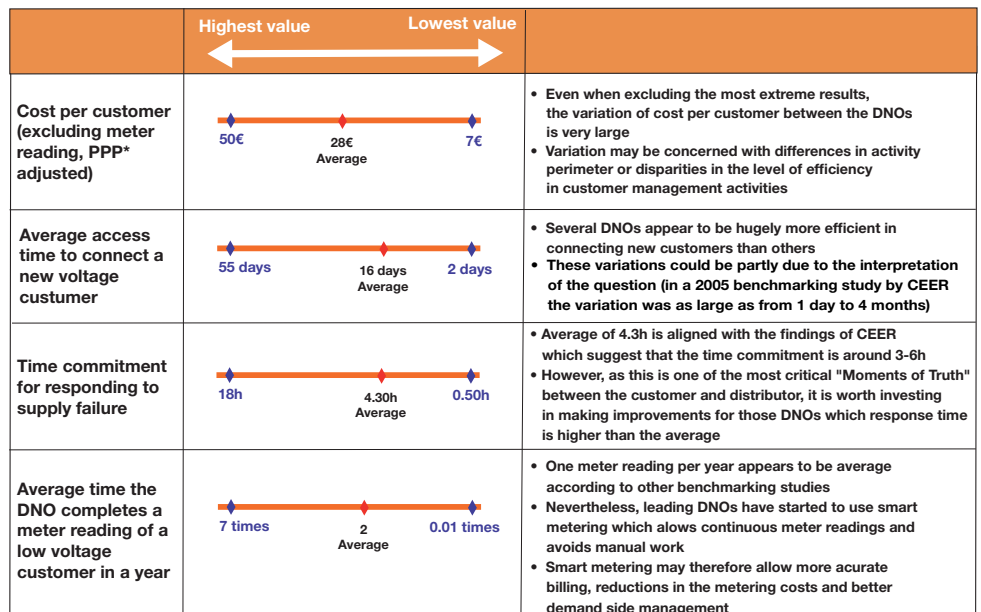 Highest value
Lowest value
Cost per customer
(excluding meter
reading, PPP*
adjusted)
50€
28€
Average
7€
• Even when excluding the most extreme results,
the variation of cost per customer between the DNOs
is very large
• Variation may be concerned with differences in activity
perimeter or disparities in the level of efficiency
in customer management activities
Average access
time to connect a
new voltage
custumer
55 days
16 days
Average
2 days
• Several DNOs appear to be hugely more efficient in
connecting new customers than others
• These variations could be partly due to the interpretation
of the question (in a 2005 benchmarking study by CEER
the variation was as large as from 1 day to 4 months)
Time commitment
for responding to
supply failure
18h
4.30h
Average
0.50h
• Average of 4.3h is aligned with the findings of CEER
which suggest that the time commitment is around 3-6h
• However, as this is one of the most critical "Moments of Truth"
between the customer and distributor, it is worth investing
in making improvements for those DNOs which response time
is higher than the average
Average time the
DNO completes a
meter reading of a
low voltage
customer in a year
7 times
2
Average
0.01 times
• One meter reading per year appears to be average
according to other benchmarking studies
• Nevertheless, leading DNOs have started to use smart
metering which alows continuous meter readings and
avoids manual work
• Smart metering may therefore allow more acurate
billing, reductions in the metering costs and better
demand side management